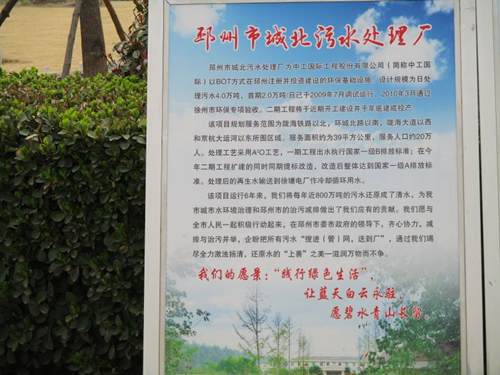 邳州市城北污水处理厂
邳州市城北污水处理厂为中工国际工程股份有限公司（简称中工国
际）以BOT方式在邳州注册并投资建设的环保基础设施。设计规模为日处
理污水4.0万吨，首期2.0万吨/日已于2009年7月调试运行，2010年3月通过
徐州市环保专项验收。二期工程将于近期开工建设并于年底建成投产。
该项目规划服务范围为陇海铁路以北，环城北路以南，陇海大道以西
和京杭大运河以东所围区域，服务面积约为39平方公里，服务人口约20万
人。处理工艺采用A²O工艺，一期工程出水执行国家一级B排放标准；在今
年二期工程扩建的同时同期提标改造，改造后整体达到国家一级A排放标
准。处理后的再生水输送到徐塘电厂作冷却循环用水。
该项目运行6年来，我们将每年近800万吨的污水还原成了清水，为我
市城市水环境治理和邳州市的治污减排做出了我们应有的贡献。我们愿与
全市人民一起积极行动起来，在邳州市委市政府的领导下，齐心协力，减
排与治污并举，企盼把所有污水“搜进（管）网，送到厂”，通过我们竭
尽全力激浊扬清，还原水的“上善”之美—滋润万物而不争。
我们的愿景：“践行绿色生活”，
让蓝天白云永驻，
愿碧水青山长留。